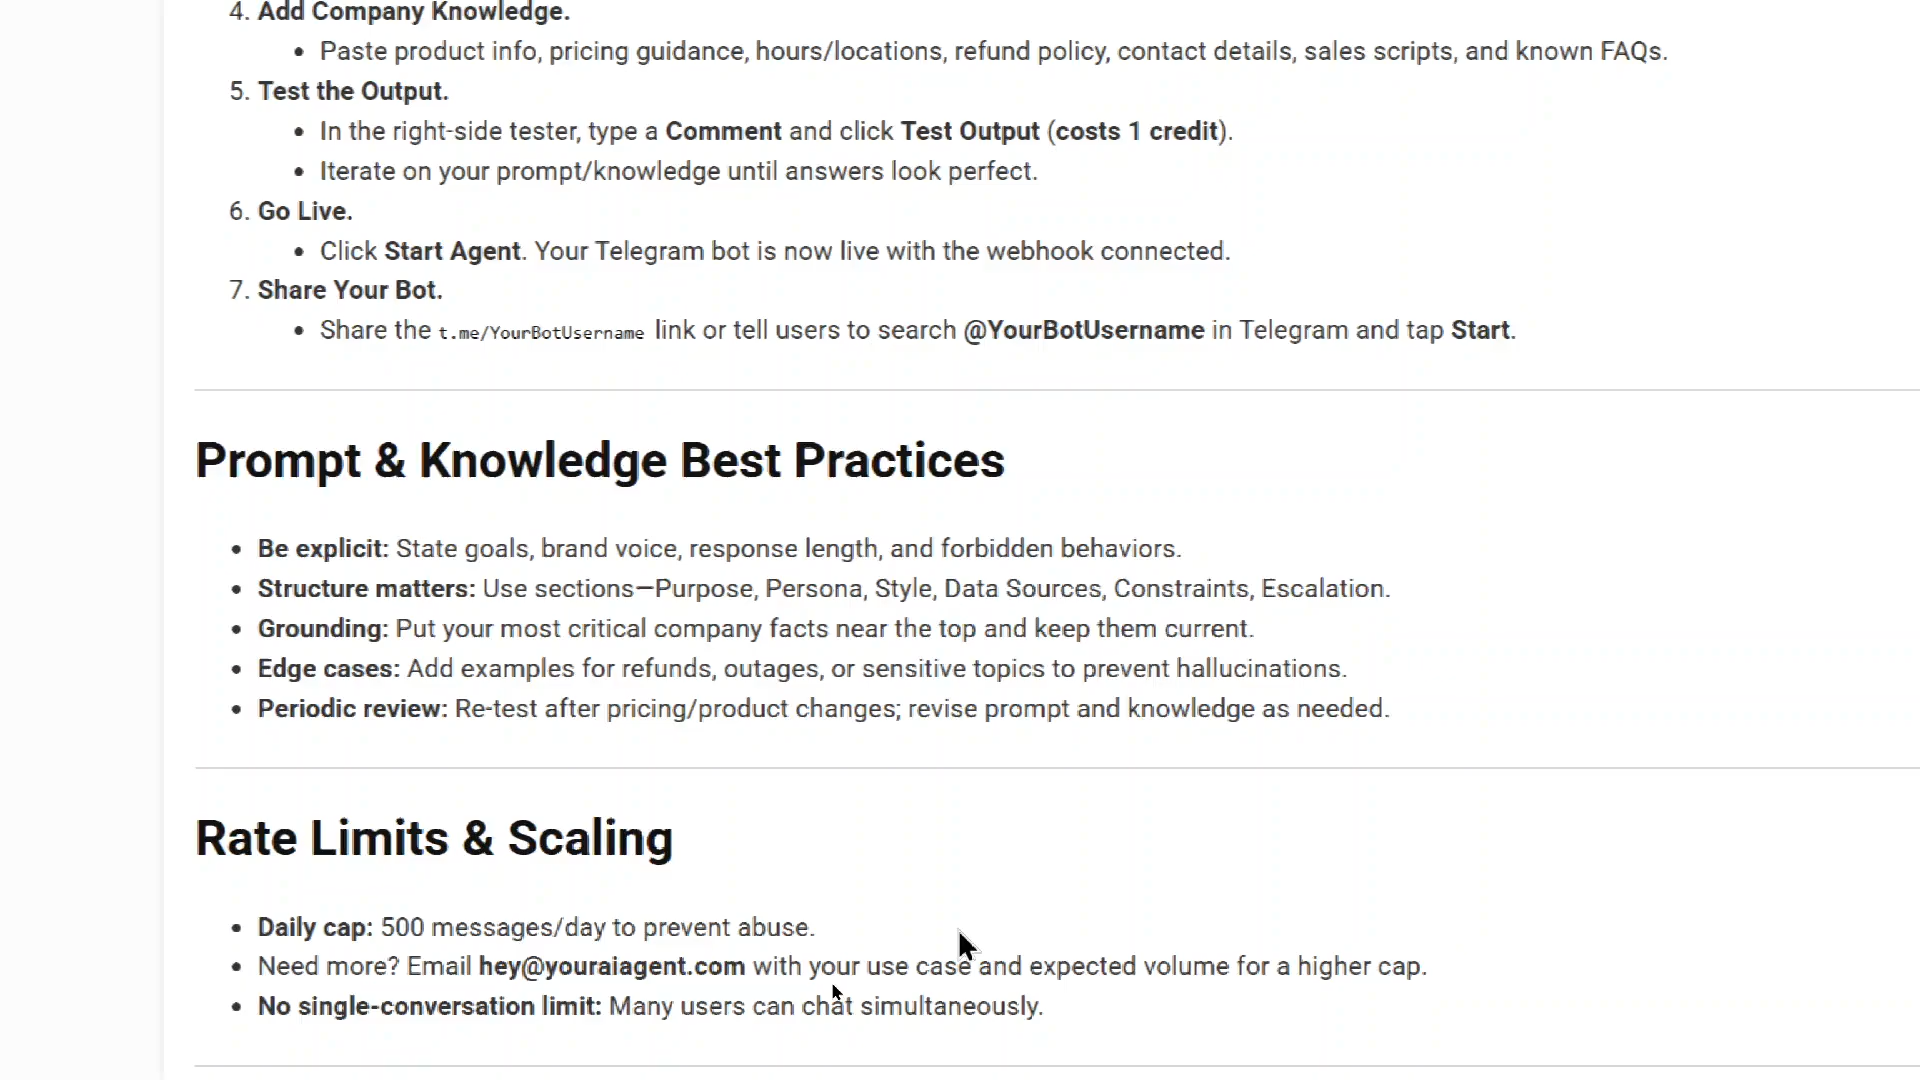 4. Add Company Knowledge.
• Paste product info, pricing guidance, hours/locations, refund policy, contact details, sales scripts, and known FAQs.
5. Test the Output.
• In the right-side tester, type a Comment and click Test Output (costs 1 credit).
• Iterate on your prompt/knowledge until answers look perfect.
6. Go Live.
• Click Start Agent. Your Telegram bot is now live with the webhook connected.
7. Share Your Bot.
• Share the t.me/YourBotUsername link or tell users to search @YourBotUsername in Telegram and tap Start.
Prompt & Knowledge Best Practices
• Be explicit: State goals, brand voice, response length, and forbidden behaviors.
• Structure matters: Use sections—Purpose, Persona, Style, Data Sources, Constraints, Escalation.
• Grounding: Put your most critical company facts near the top and keep them current.
• Edge cases: Add examples for refunds, outages, or sensitive topics to prevent hallucinations.
• Periodic review: Re-test after pricing/product changes; revise prompt and knowledge as needed.
Rate Limits & Scaling
• Daily cap: 500 messages/day to prevent abuse.
• Need more? Email hey@youraiagent.com with your use case and expected volume for a higher cap.
• No single-conversation limit: Many users can chat simultaneously.